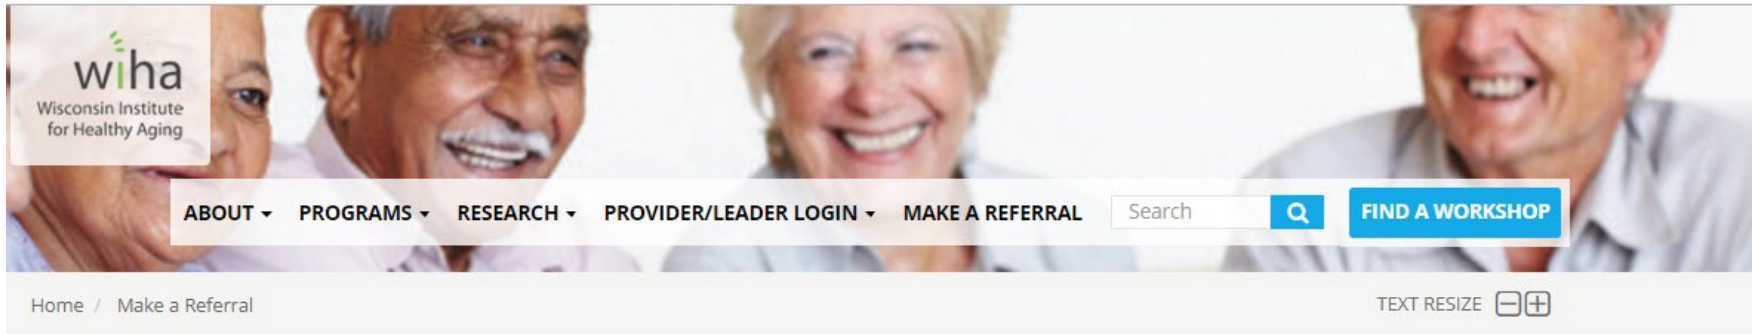 wiha
Wisconsin Institute
for Healthy Aging
ABOUT PROGRAMS RESEARCH PROVIDER/LEADER LOGIN MAKE A REFERRAL Search FIND A WORKSHOP
Home / Make a Referral TEXT RESIZE